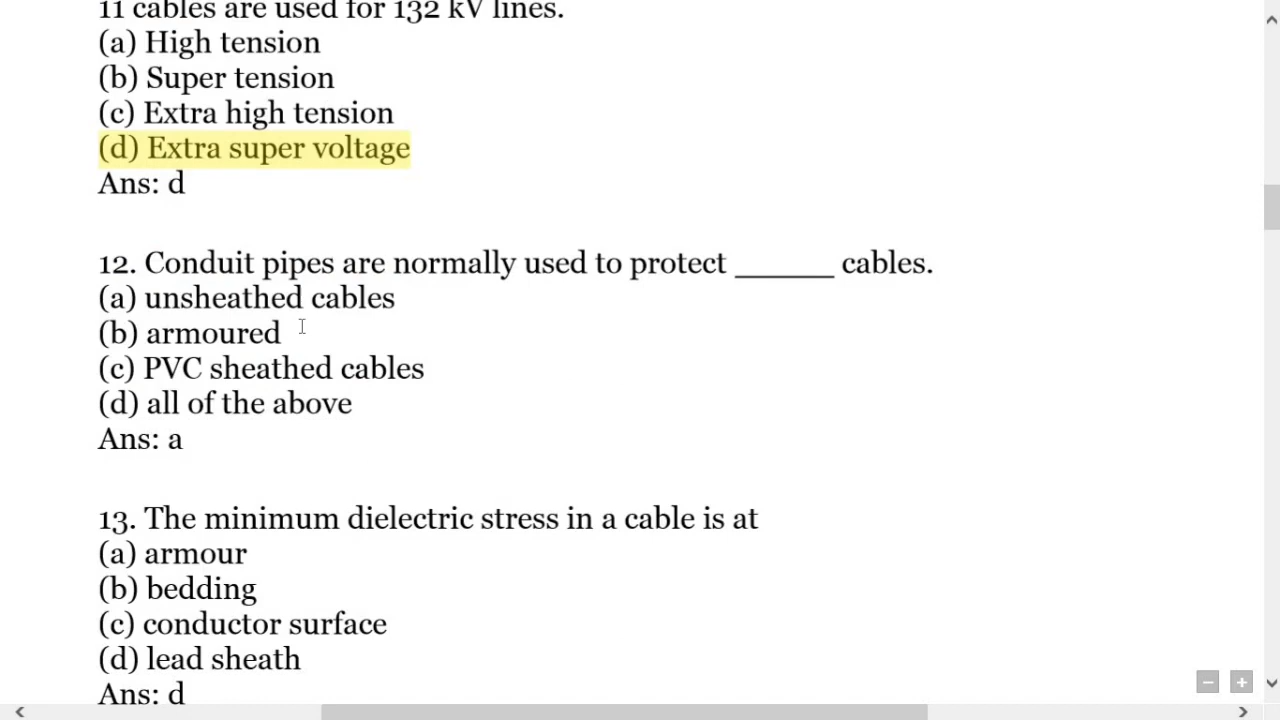 11 cables are used for 132 kV lines.
(a) High tension
(b) Super tension
(c) Extra high tension
(d) Extra super voltage
Ans: d
12. Conduit pipes are normally used to protect ______ cables.
(a) unsheathed cables
(b) armoured
(c) PVC sheathed cables
(d) all of the above
Ans: a
13. The minimum dielectric stress in a cable is at
(a) armour
(b) bedding
(c) conductor surface
(d) lead sheath
Ans: d